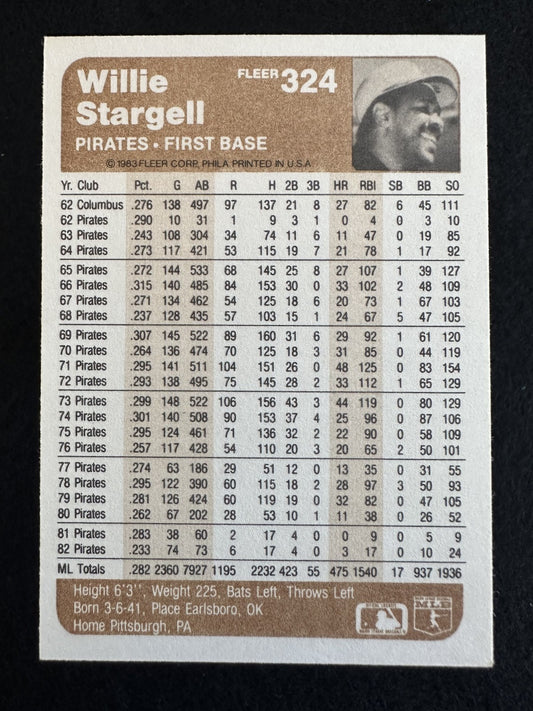 Willie
Stargell
FLEER 324
PIRATES • FIRST BASE
© 1983 FLEER CORP., PHILA. PRINTED IN U.S.A.
Yr. Club Pct. G AB R H 2B 3B HR RBI SB BB SO
62 Columbus .276 138 497 97 137 21 8 27 82 6 45 111
62 Pirates .290 10 31 1 9 3 1 0 4 0 3 10
63 Pirates .243 108 304 34 74 11 6 11 47 0 19 85
64 Pirates .273 117 421 53 115 19 7 21 78 1 17 92
65 Pirates .272 144 533 68 145 25 8 27 107 1 39 127
66 Pirates .315 140 485 84 153 30 0 33 102 2 48 109
67 Pirates .271 134 462 54 125 18 6 20 73 1 67 103
68 Pirates .237 128 435 57 103 15 1 24 67 5 47 105
69 Pirates .307 145 522 89 160 31 6 29 92 1 61 120
70 Pirates .264 136 474 70 125 18 3 31 85 0 44 119
71 Pirates .295 141 511 104 151 26 0 48 125 0 83 154
72 Pirates .293 138 495 75 145 28 2 33 112 1 65 129
73 Pirates .299 148 522 106 156 43 3 44 119 0 80 129
74 Pirates .301 140 508 90 153 37 4 25 96 0 87 106
75 Pirates .295 124 461 71 136 32 2 22 90 0 58 109
76 Pirates .257 117 428 54 110 20 3 20 65 2 50 101
77 Pirates .274 63 186 29 51 12 0 13 35 0 31 55
78 Pirates .295 122 390 60 115 18 2 28 97 3 50 93
79 Pirates .281 126 424 60 119 19 0 32 82 0 47 105
80 Pirates .262 67 202 28 53 10 1 11 38 0 26 52
81 Pirates .283 38 60 2 17 4 0 0 9 0 5 9
82 Pirates .233 74 73 6 17 4 0 3 17 0 10 24
ML Totals .282 2360 7927 1195 2232 423 55 475 1540 17 937 1936
Height 6'3'', Weight 225, Bats Left, Throws Left
Born 3-6-41, Place Earlsboro, OK
Home Pittsburgh, PA